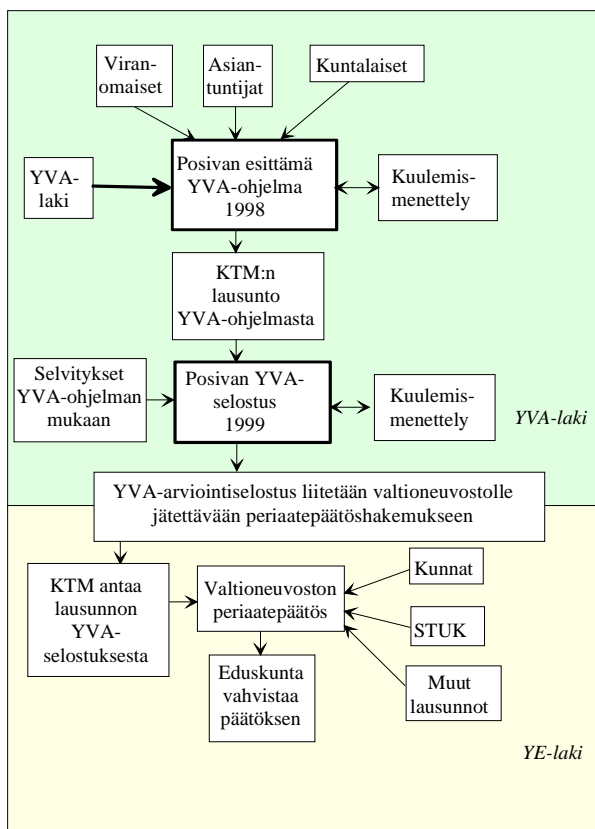 Viran-
omaiset
Asian-
tuntijat
Kuntalaiset
YVA-
laki
Posivan esittämä
YVA-ohjelma
1998
Kuulemis-
menettely
KTM:n
lausunto
YVA-ohjelmasta
Selvitykset
YVA-ohjelman
mukaan
Posivan YVA-
selostus
1999
Kuulemis-
menettely
YVA-laki
YVA-arviointiselostus liitetään valtioneuvostolle
jätettävään periaatepäätöshakemukseen
KTM antaa
lausunnon
YVA-
selostuksesta
Valtioneuvoston
periaatepäätös
Kunnat
STUK
Muut
lausunnot
Eduskunta
vahvistaa
päätöksen
YE-laki